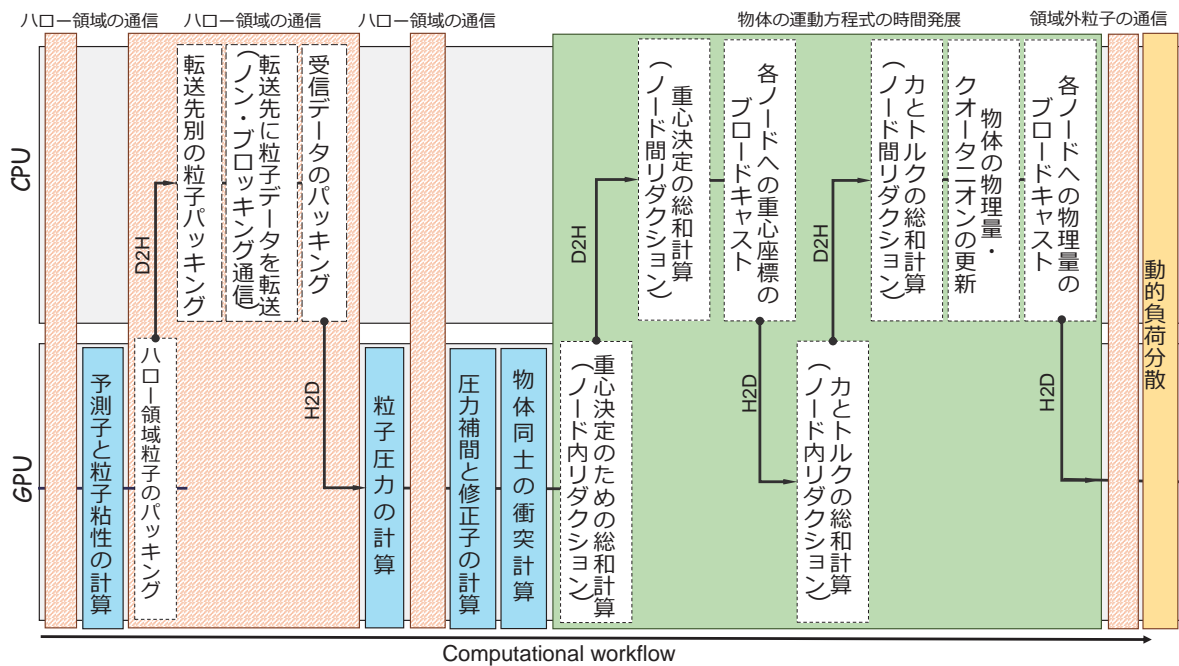 ハロー領域の通信
ハロー領域の通信
ハロー領域の通信
物体の運動方程式の時間発展
領域外粒子の通信
CPU
GPU
予測子と粒子粘性の計算
ハロー領域粒子のパッキング
D2H
転送先別の粒子パッキング
転送先に粒子データを転送
(ノン・ブロッキング通信)
受信データのパッキング
H2D
粒子圧力の計算
圧力補間と修正子の計算
物体同士の衝突計算
重心決定のための総和計算
(ノード内リダクション)
D2H
重心決定の総和計算
(ノード間リダクション)
各ノードへの重心座標の
ブロードキャスト
H2D
力とトルクの総和計算
(ノード内リダクション)
D2H
力とトルクの総和計算
(ノード間リダクション)
物体の物理量・
クオータニオンの更新
各ノードへの物理量の
ブロードキャスト
H2D
動的負荷分散
Computational workflow